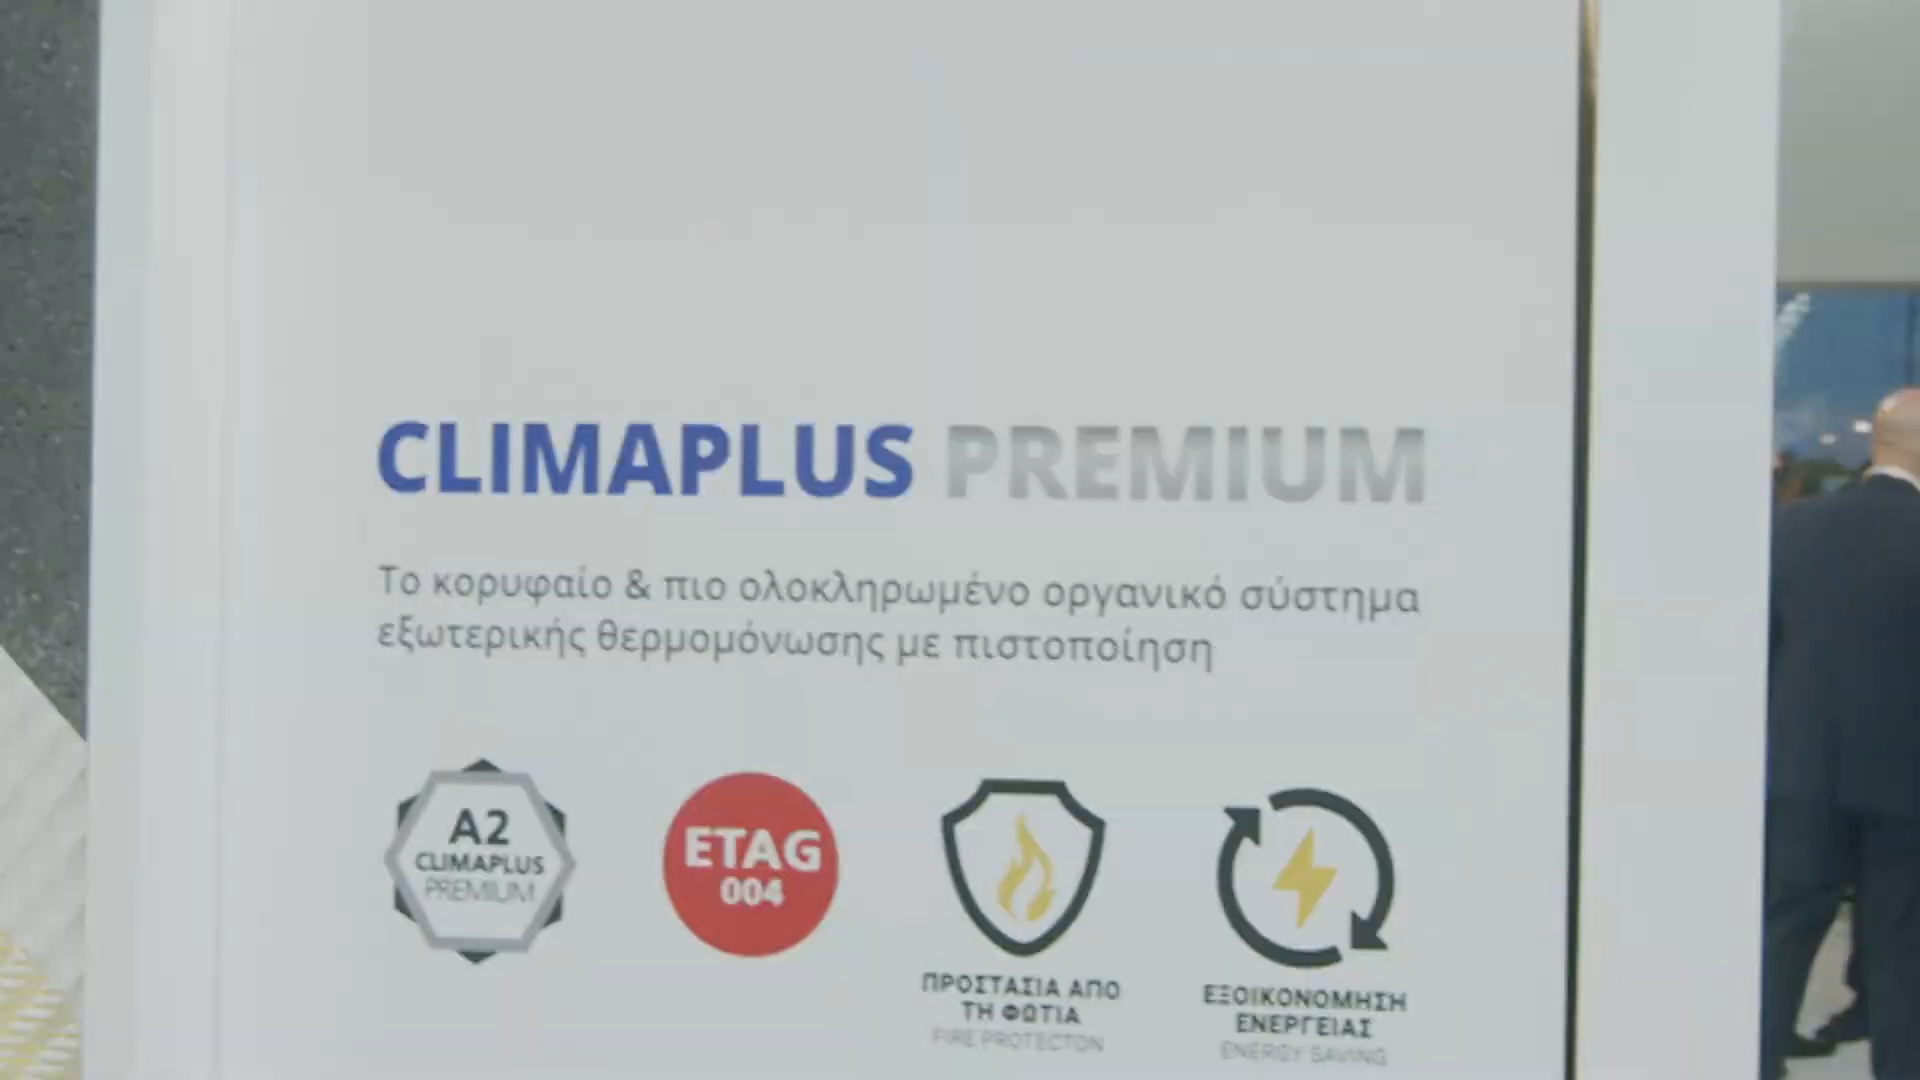 CLIMAPLUS PREMIUM
Το κορυφαίο & πιο ολοκληρωμένο οργανικό σύστημα
εξωτερικής θερμομόνωσης με πιστοποίηση
A2
CLIMAPLUS
PREMIUM
ETAG
004
ΠΡΟΣΤΑΣΙΑ ΑΠΟ
ΤΗ ΦΩΤΙΑ
FIRE PROTECTON
ΕΞΟΙΚΟΝΟΜΗΣΗ
ΕΝΕΡΓΕΙΑΣ
ENERGY SAVING